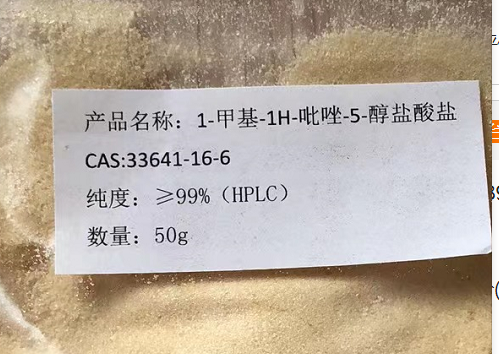 产品名称：1-甲基-1H-吡唑-5-醇盐酸盐
CAS:33641-16-6
纯度：≥99%（HPLC）
数量：50g